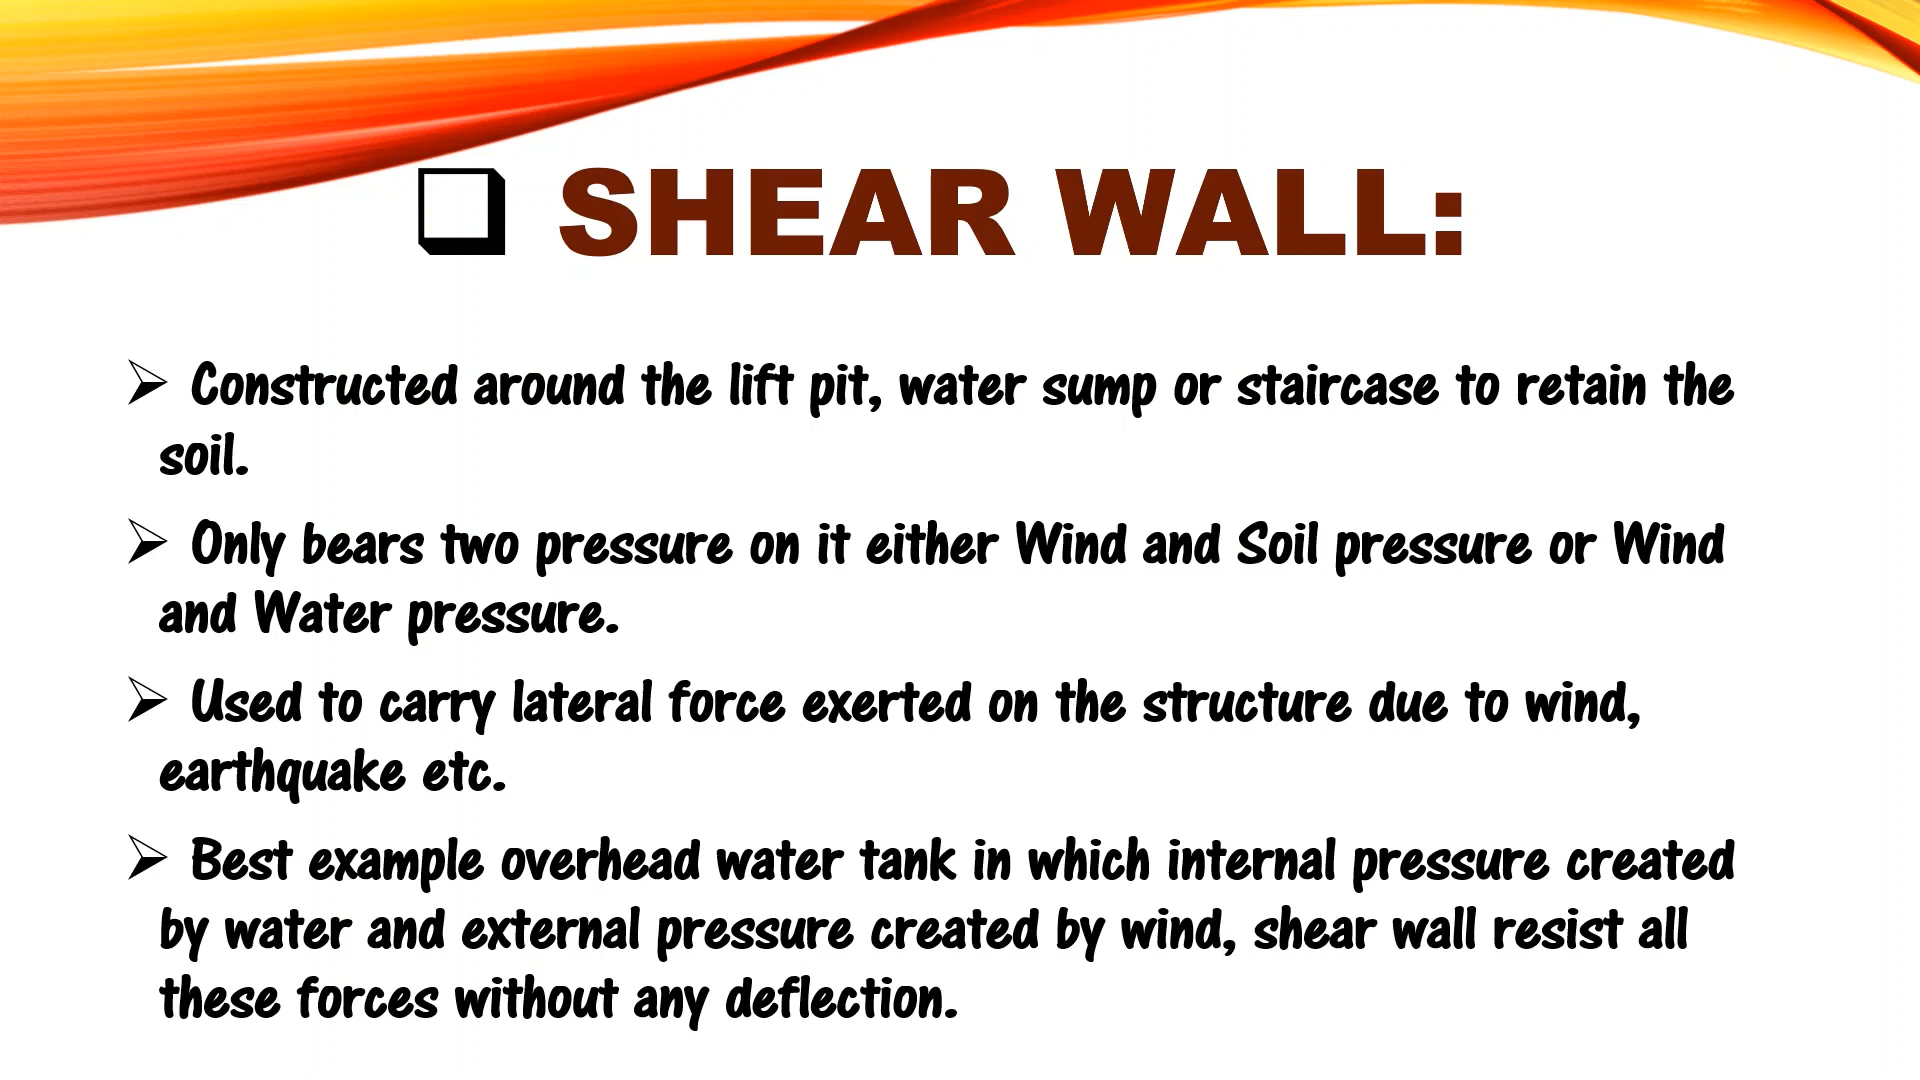 ❑ SHEAR WALL:
➢ Constructed around the lift pit, water sump or staircase to retain the
soil.
➢ Only bears two pressure on it either Wind and Soil pressure or Wind
and Water pressure.
➢ Used to carry lateral force exerted on the structure due to wind,
earthquake etc.
➢ Best example overhead water tank in which internal pressure created
by water and external pressure created by wind, shear wall resist all
these forces without any deflection.